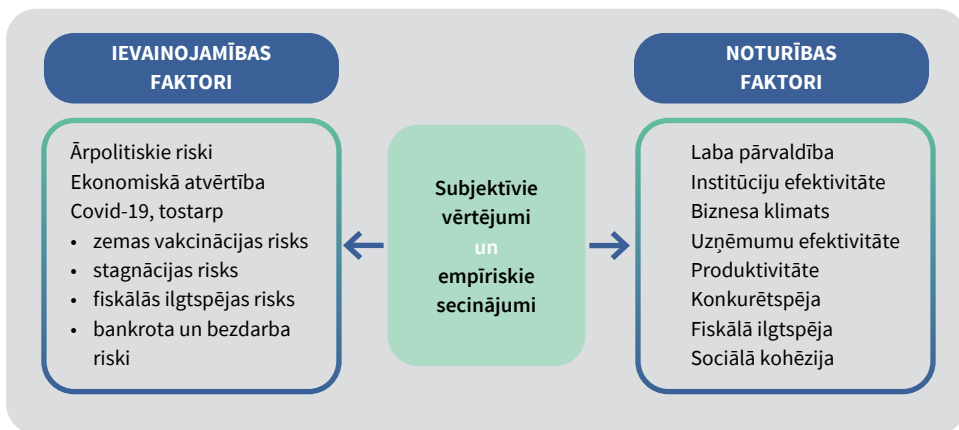 IEVAINOJAMĪBAS
FAKTORI
Ārpolitiskie riski
Ekonomiskā atvērtība
Covid-19, tostarp
• zemas vakcinācijas risks
• stagnācijas risks
• fiskālās ilgtspējas risks
• bankrota un bezdarba
riski
Subjektīvie
vērtējumi
un
empīriskie
secinājumi
NOTURĪBAS
FAKTORI
Laba pārvaldība
Institūciju efektivitāte
Biznesa klimats
Uzņēmumu efektivitāte
Produktivitāte
Konkurētspēja
Fiskālā ilgtspēja
Sociālā kohēzija